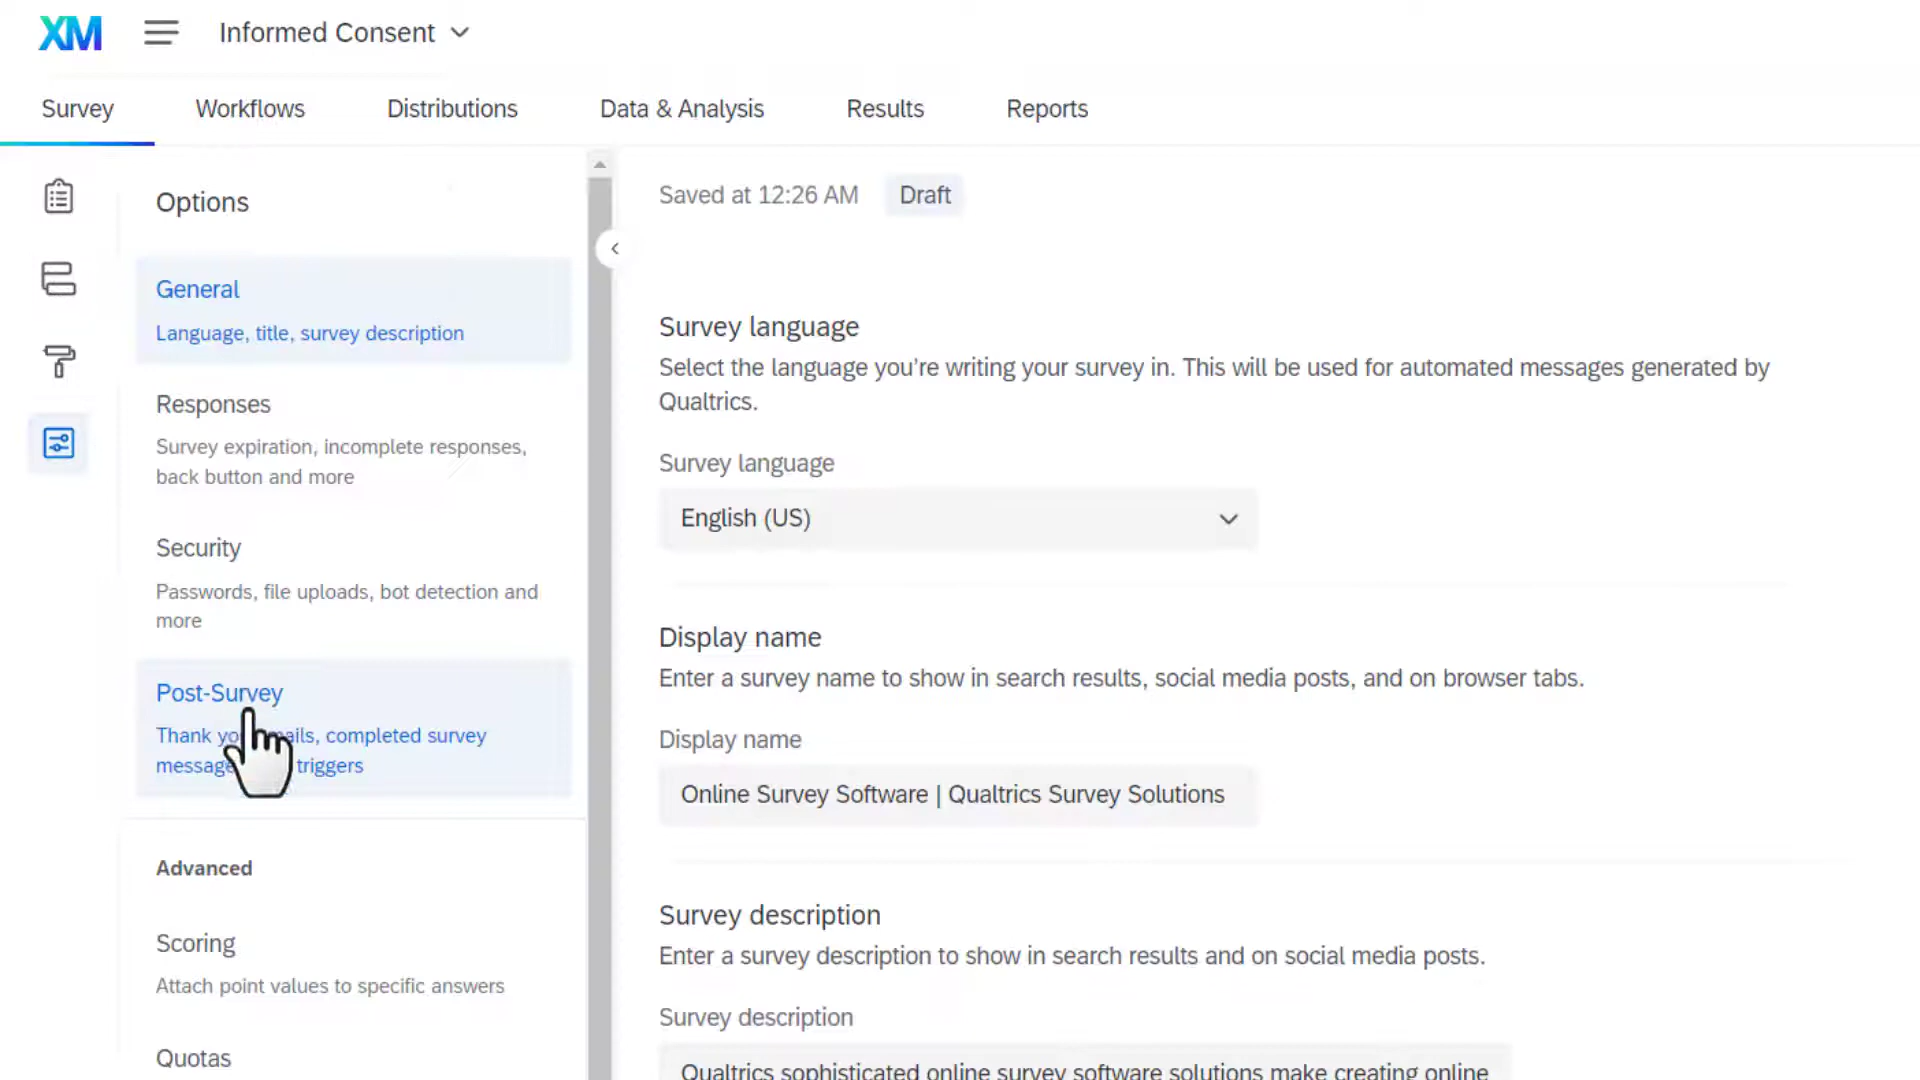 XM
Informed Consent
Survey
Workflows
Distributions
Data & Analysis
Results
Reports
Options
General
Language, title, survey description
Responses
Survey expiration, incomplete responses,
back button and more
Security
Passwords, file uploads, bot detection and
more
Post-Survey
Thank completed survey
triggers
Advanced
Scoring
Attach point values to specific answers
Quotas
Saved at 12:26 AM
Draft
Survey language
Select the language you're writing your survey in. This will be used for automated messages generated by
Qualtrics.
Survey language
English (US)
Display name
Enter a survey name to show in search results, social media posts, and on browser tabs.
Display name
Online Survey Software | Qualtrics Survey Solutions
Survey description
Enter a survey description to show in search results and on social media posts.
Survey description
Qualtrics sophisticated online survey software solutions make creating online